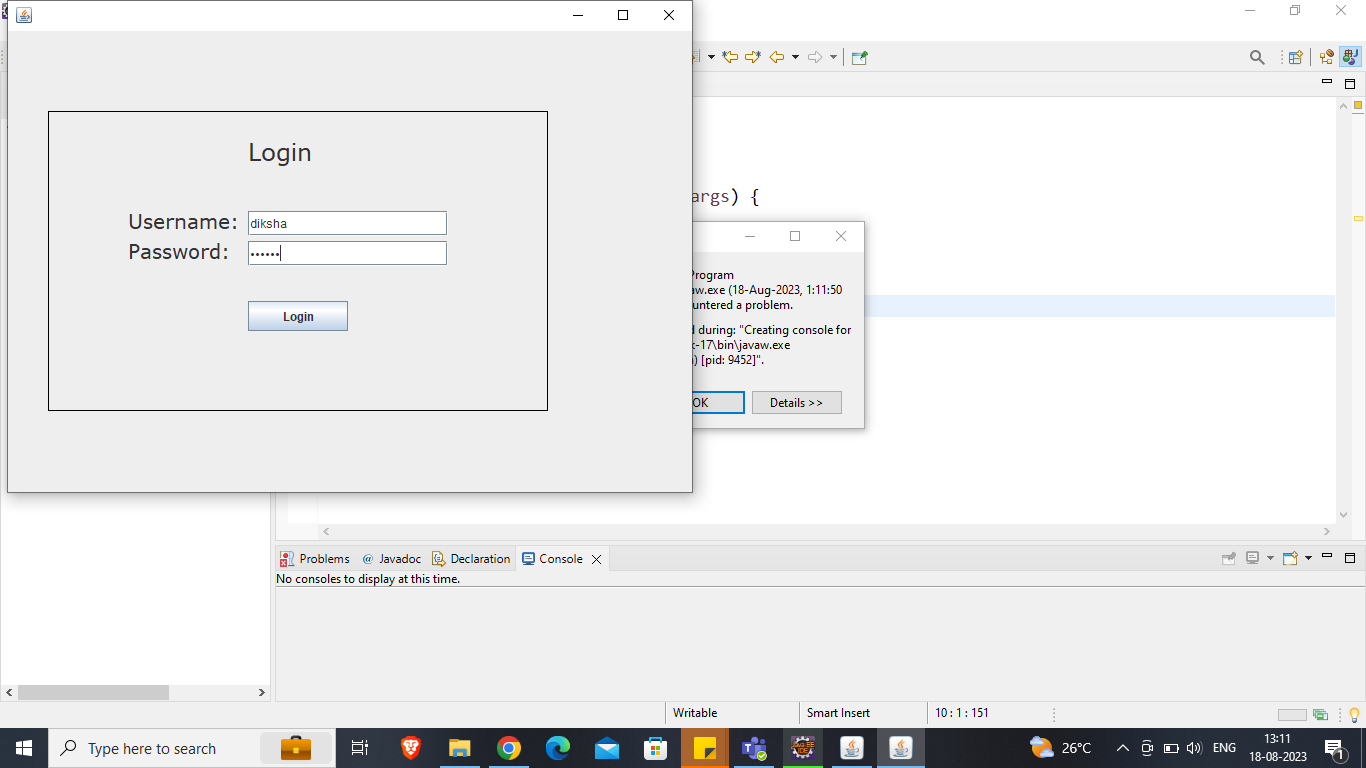 Login
Username: diksha
Password: ••••••
Login
args) {
Program
aw.exe (18-Aug-2023, 1:11:50
untered a problem.
d during: "Creating console for
k-17\bin\javaw.exe
) [pid: 9452]".
OK
Details >>
Problems @ Javadoc Declaration Console
No consoles to display at this time.
Writable Smart Insert 10 : 1 : 151
Type here to search
26°C ENG 13:11
18-08-2023
1